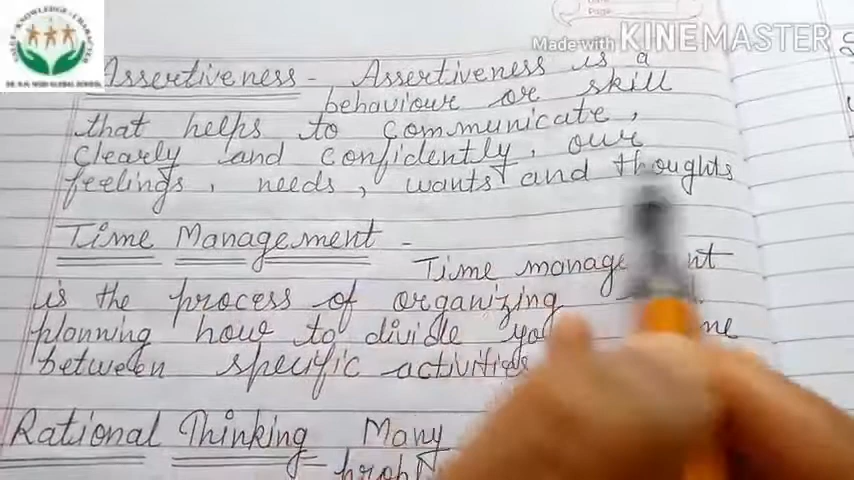 Made with KINEMASTER
Assertiveness - Assertiveness is a
behaviour or skill
that helps to communicate,
clearly and confidently, our
feelings, needs, wants and thoughts
Time Management -
Time
is the process of organizing
planning how to divide
between specific activities
Rational Thinking Many